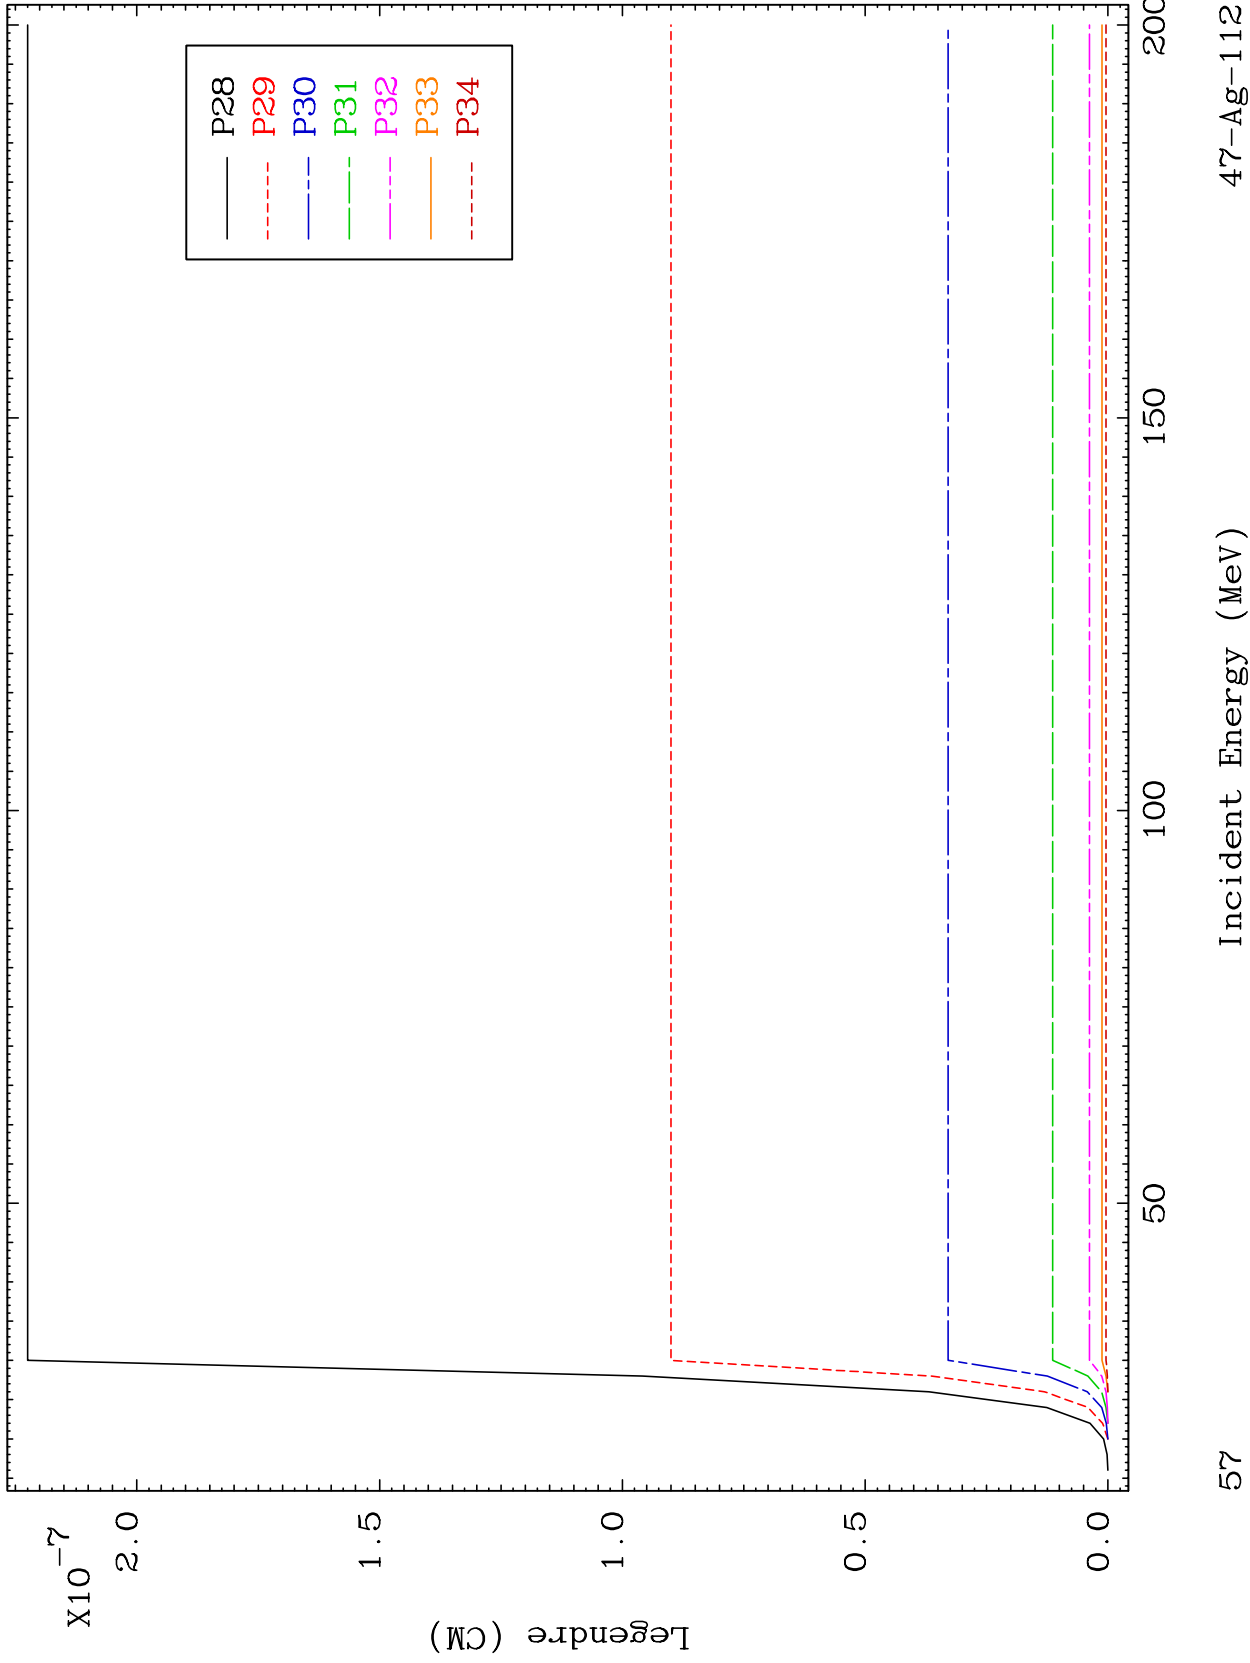 X10-7
2.0
1.5
1.0
0.5
0.0
Legendre (CM)
P28
P29
P30
P31
P32
P33
P34
50
100
150
200
57
Incident Energy (MeV)
47-Ag-112